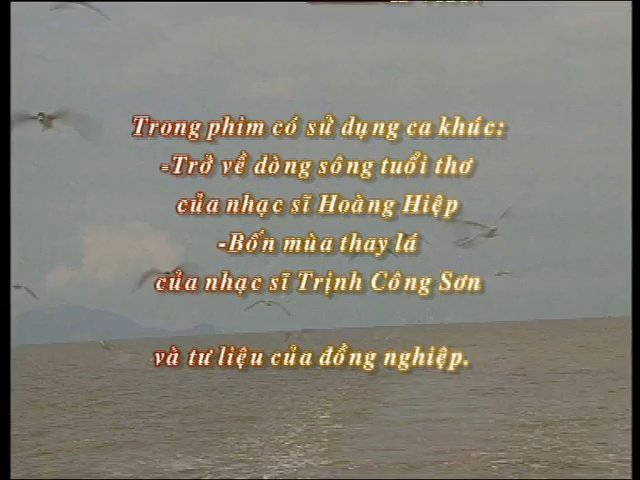 Trong phim có sử dụng ca khúc:
-Trở về dòng sông tuổi thơ
của nhạc sĩ Hoàng Hiệp
-Bốn mùa thay lá
của nhạc sĩ Trịnh Công Sơn
và tư liệu của đồng nghiệp.